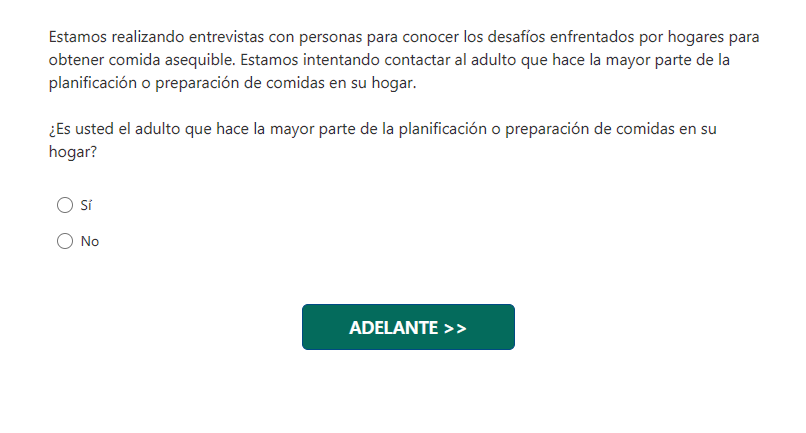 Estamos realizando entrevistas con personas para conocer los desafíos enfrentados por hogares para
obtener comida asequible. Estamos intentando contactar al adulto que hace la mayor parte de la
planificación o preparación de comidas en su hogar.
¿Es usted el adulto que hace la mayor parte de la planificación o preparación de comidas en su
hogar?
Sí
No
ADELANTE >>